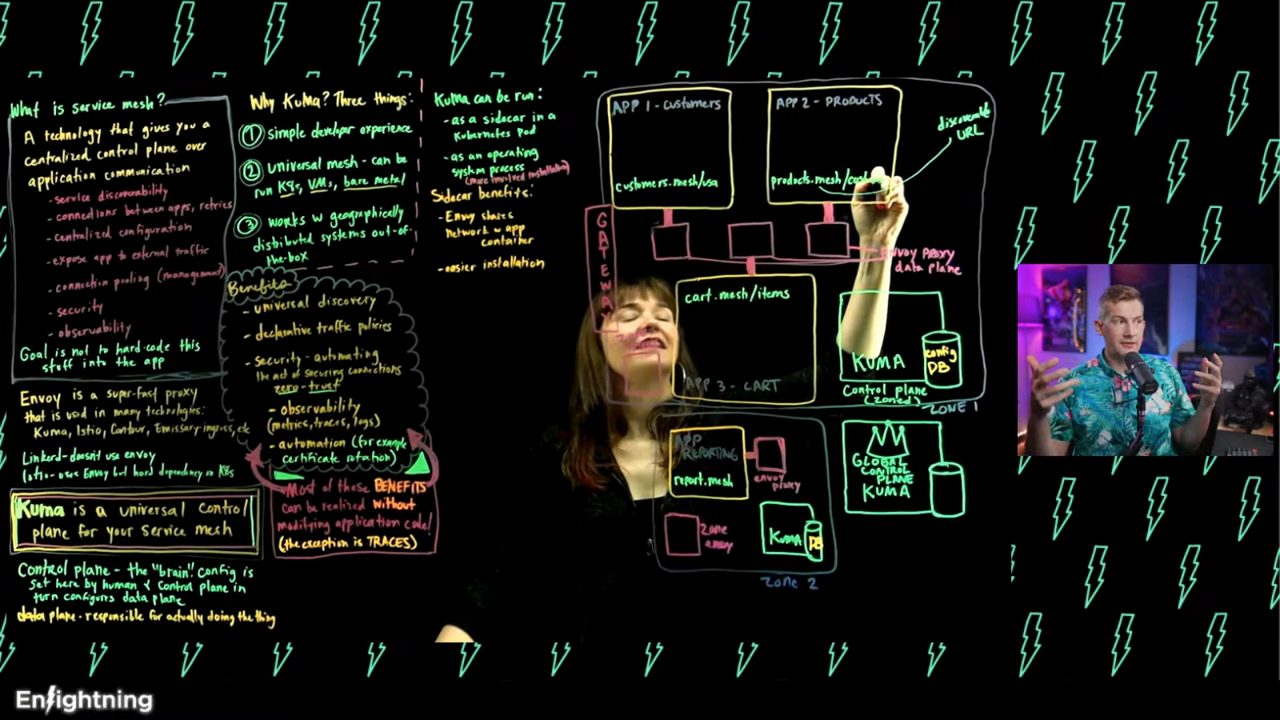 What is service mesh?
A technology that gives you a
centralized control plane over
application communication
- service discoverability
- connections between apps, retries
- centralized configuration
- expose app to external traffic
- connection pooling (management)
- security
- observability
Goal is not to hard-code this
stuff into the app
Envoy is a super-fast proxy
that is used in many technologies:
Kuma, Istio, Contour, Emissary-ingress, etc
Linkerd-doesn't use envoy
Istio-uses Envoy but hard dependency on K8s
Kuma is a universal control
plane for your service mesh
Control plane - the "brain". Config is
set here by human & control plane in
turn configures data plane
data plane - responsible for actually doing the thing
Why Kuma? Three things:
① simple developer experience
② universal mesh - can be
run K8s, VMs, bare metal
③ works w geographically
distributed systems out-of-
the-box
Benefits
- universal discovery
- declarative traffic policies
- security - automating
the act of securing connections
zero-trust
- observability
(metrics, traces, logs)
- automation (for example
certificate rotation)
Most of these BENEFITS
can be realized without
modifying application code!
(the exception is TRACES)
Kuma can be run:
- as a sidecar in a
Kubernetes Pod
- as an operating
system process
(more involved installation)
Sidecar benefits:
- Envoy shares
Network w app
container
- easier installation
APP 1 - CUSTOMERS
customers.mesh/usa
APP 2 - PRODUCTS
products.mesh/
discoverable
URL
GATEWAY
ENVOY PROXY
data plane
cart.mesh/items
APP 3 - CART
KUMA
config
DB
Control plane
(zoned)
ZONE 1
APP
REPORTING
report.mesh
envoy
proxy
zone
envoy
KUMA
DB
ZONE 2
GLOBAL
CONTROL
PLANE
KUMA
Enlightning